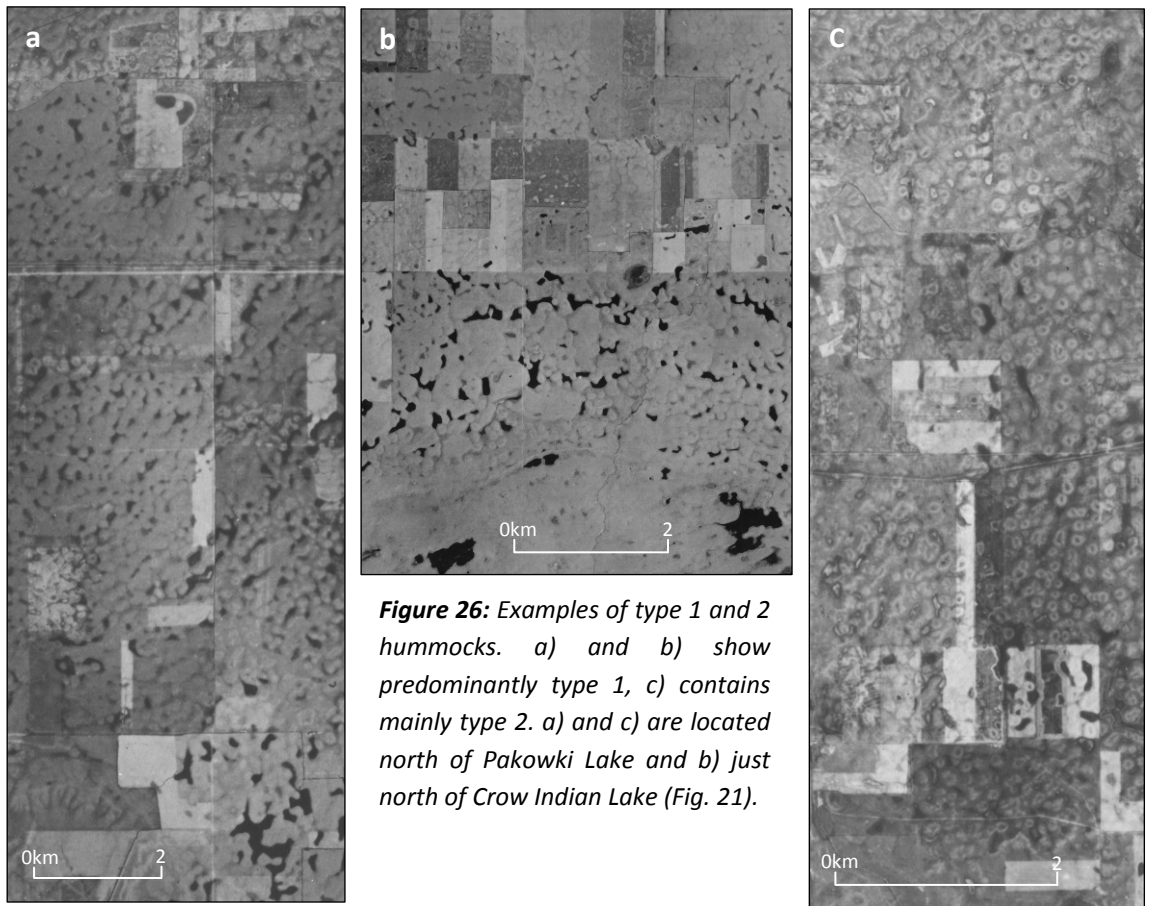 a
b
C
0km 2
Figure 26: Examples of type 1 and 2
hummocks. a) and b) show
predominantly type 1, c) contains
mainly type 2. a) and c) are located
north of Pakowki Lake and b) just
north of Crow Indian Lake (Fig. 21).
0km 2
0km 2